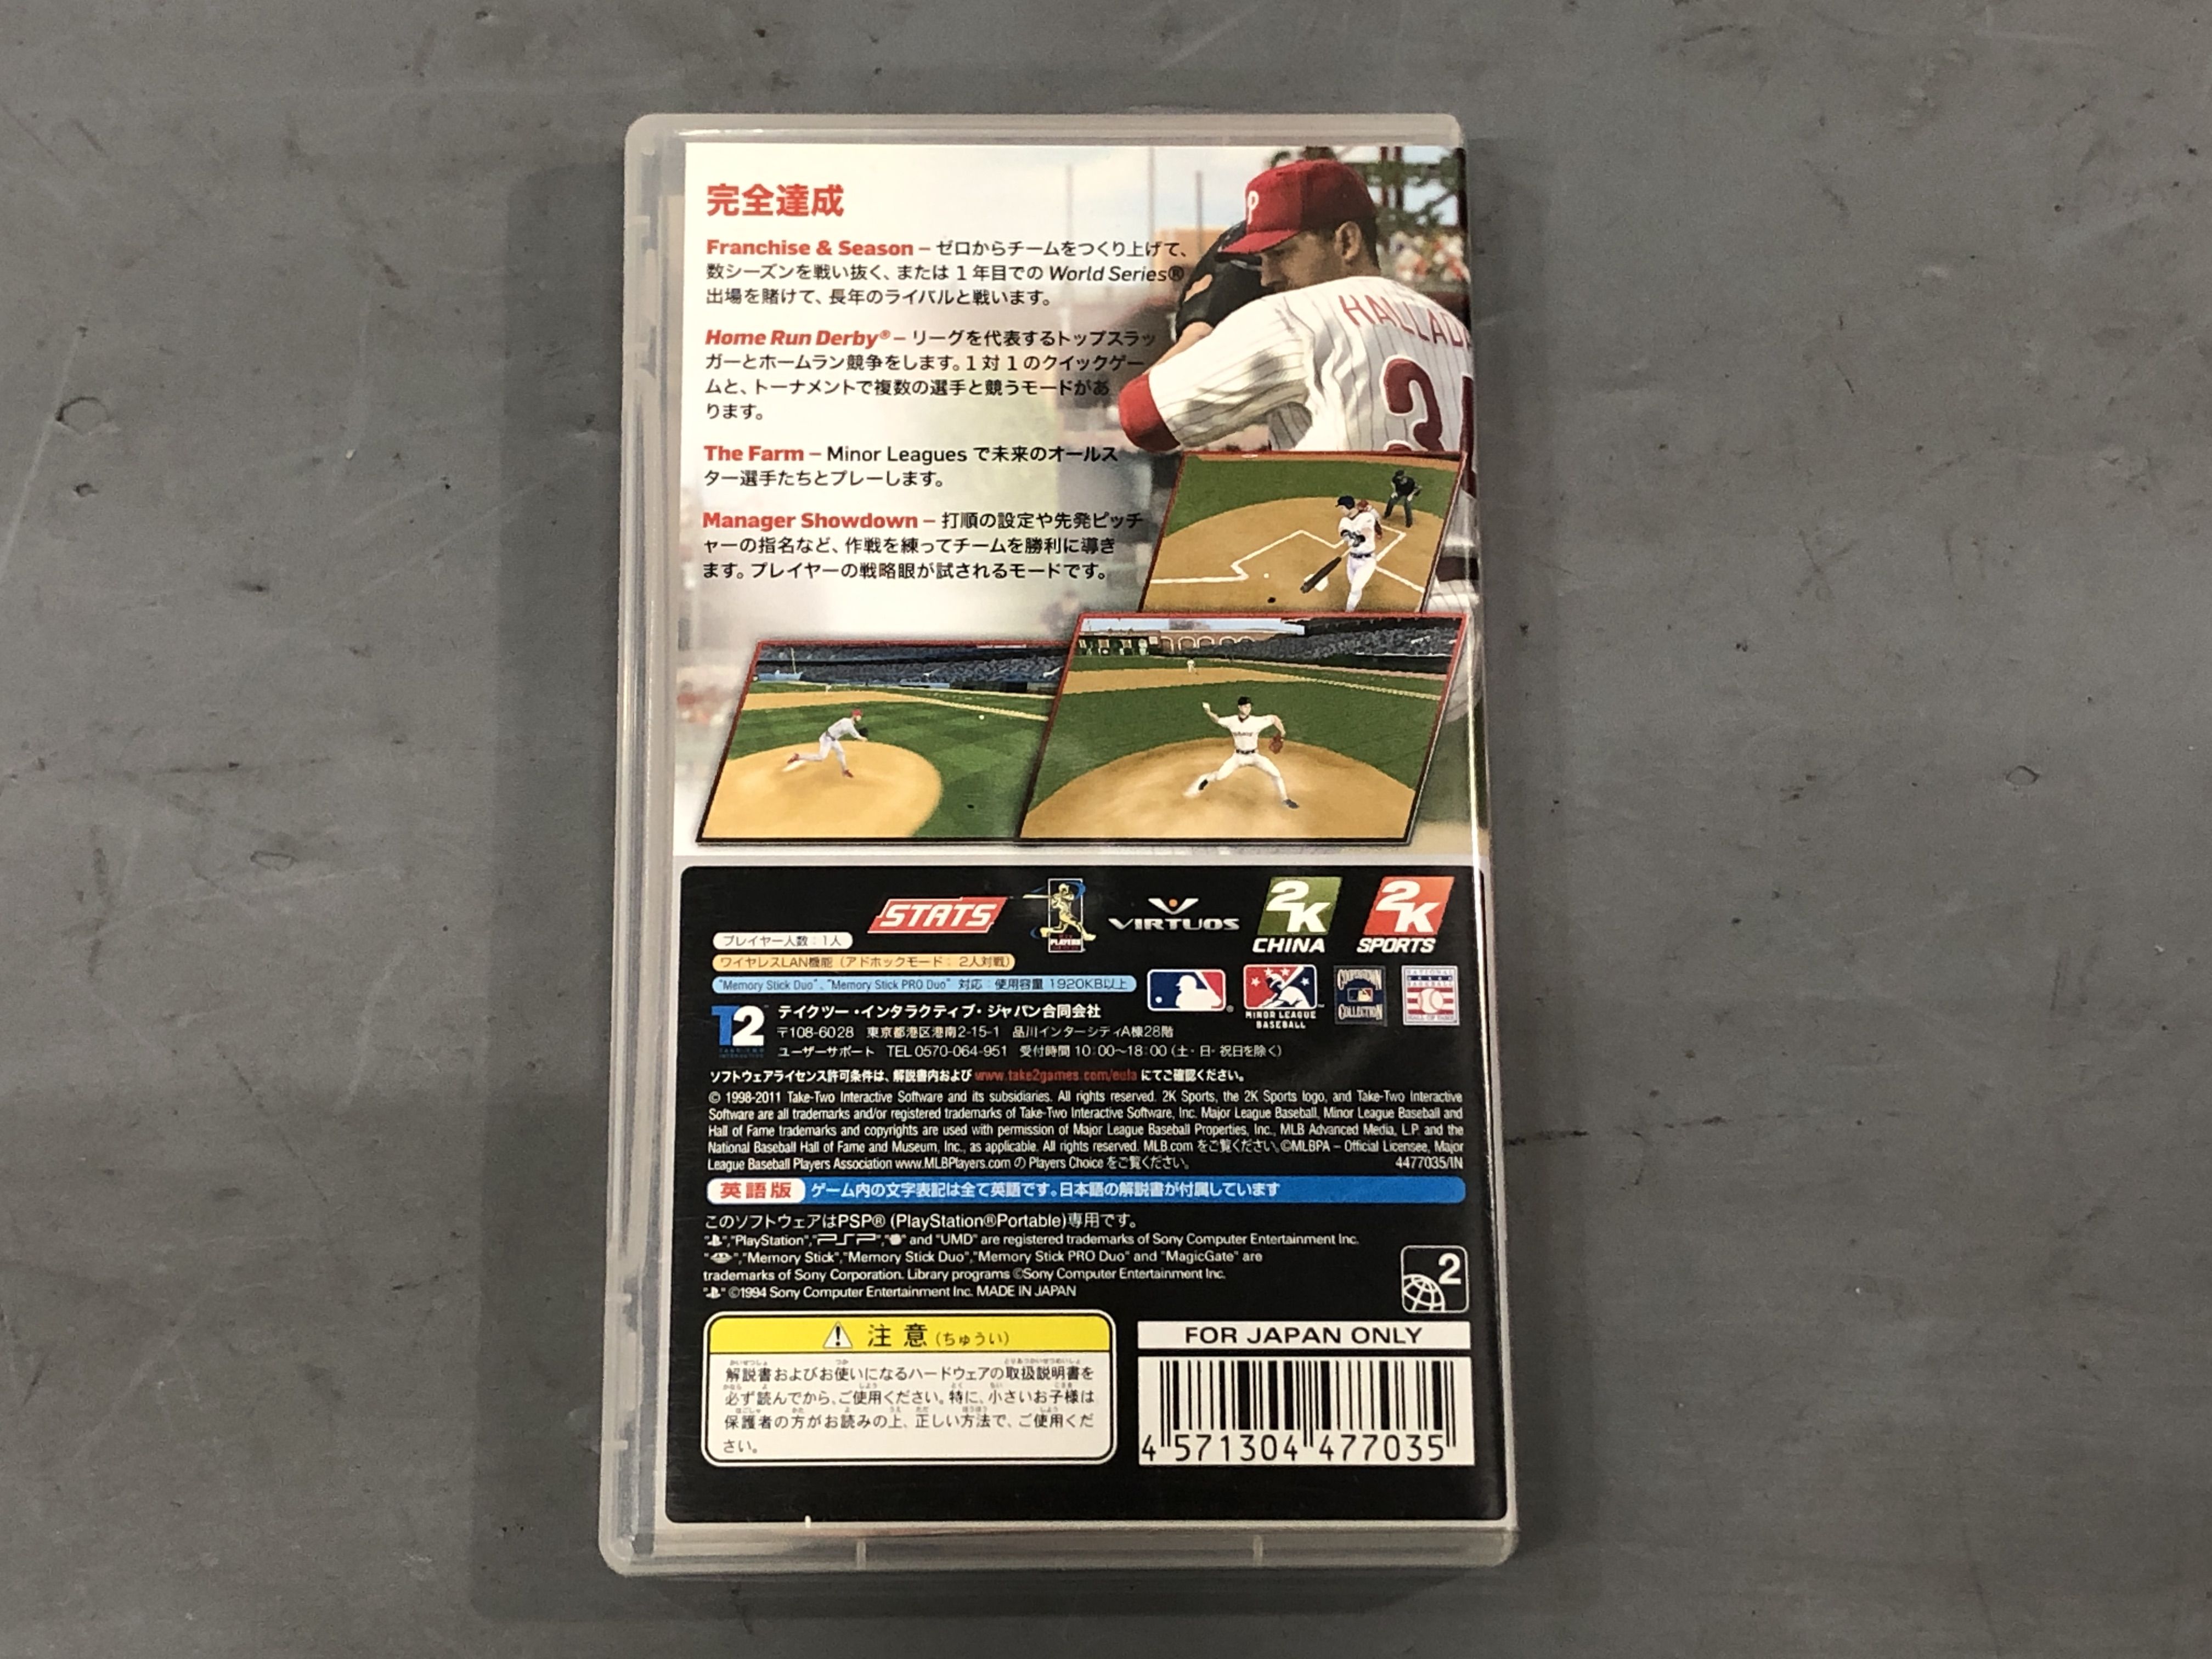 完全達成
P
HALLADA
34
Franchise & Season – ゼロからチームをつくり上げて、
数シーズンを戦い抜く、または 1 年目での World Series®
出場を賭けて、長年のライバルと戦います。
Home Run Derby® – リーグを代表するトップスラッ
ガーとホームラン競争をします。1 対 1 のクイックゲー
ムと、トーナメントで複数の選手と競うモードがあ
ります。
The Farm – Minor Leagues で未来のオールス
ター選手たちとプレーします。
Manager Showdown – 打順の設定や先発ピッチ
ャーの指名など、作戦を練ってチームを勝利に導き
ます。プレイヤーの戦略眼が試されるモードです。
STATS
PLAYERS
VIRTUOS
2K
CHINA
2K
SPORTS
プレイヤー人数：1人
ワイヤレスLAN機能（アドホックモード：2人対戦）
"Memory Stick Duo"、"Memory Stick PRO Duo" 対応：使用容量 1920KB以上
MINOR LEAGUE
BASEBALL
COOPERSTOWN
COLLECTION
NATIONAL
BASEBALL
HALL OF FAME
T2
テイクツー・インタラクティブ・ジャパン合同会社
〒108-6028 東京都港区港南2-15-1 品川インターシティA棟28階
ユーザーサポート TEL 0570-064-951 受付時間 10:00～18:00（土・日・祝日を除く）
ソフトウェアライセンス許可条件は、解説書内および www.take2games.com/eula にてご確認ください。
© 1998-2011 Take-Two Interactive Software and its subsidiaries. All rights reserved. 2K Sports, the 2K Sports logo, and Take-Two Interactive
Software are all trademarks and/or registered trademarks of Take-Two Interactive Software, Inc. Major League Baseball, Minor League Baseball and
Hall of Fame trademarks and copyrights are used with permission of Major League Baseball Properties, Inc., MLB Advanced Media, L.P. and the
National Baseball Hall of Fame and Museum, Inc., as applicable. All rights reserved. MLB.com をご覧ください。©MLBPA – Official Licensee, Major
League Baseball Players Association www.MLBPlayers.com の Players Choice をご覧ください。 4477035/IN
英語版 ゲーム内の文字表記は全て英語です。日本語の解説書が付属しています
このソフトウェアはPSP® (PlayStation®Portable)専用です。
"","PlayStation","PSP","" and "UMD" are registered trademarks of Sony Computer Entertainment Inc.
"","Memory Stick","Memory Stick Duo","Memory Stick PRO Duo" and "MagicGate" are
trademarks of Sony Corporation. Library programs ©Sony Computer Entertainment Inc.
"" ©1994 Sony Computer Entertainment Inc. MADE IN JAPAN
2
注意（ちゅうい）
解説書およびお使いになるハードウェアの取扱説明書を
必ず読んでから、ご使用ください。特に、小さいお子様は
保護者の方がお読みの上、正しい方法で、ご使用くだ
さい。
FOR JAPAN ONLY
4 571304 477035